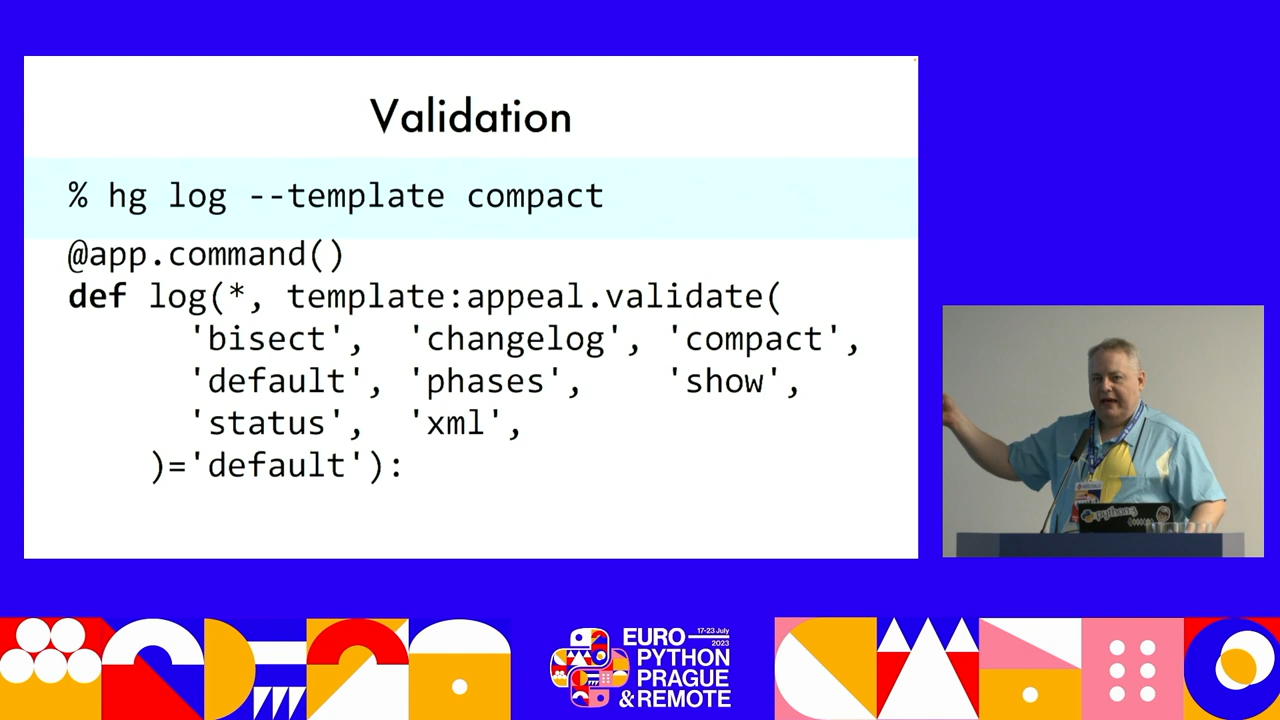 Validation
% hg log --template compact
@app.command()
def log(*, template:appeal.validate(
'bisect', 'changelog', 'compact',
'default', 'phases', 'show',
'status', 'xml',
)='default'):
python
17-23 July
2023
EURO
PYTHON
PRAGUE
&REMOTE